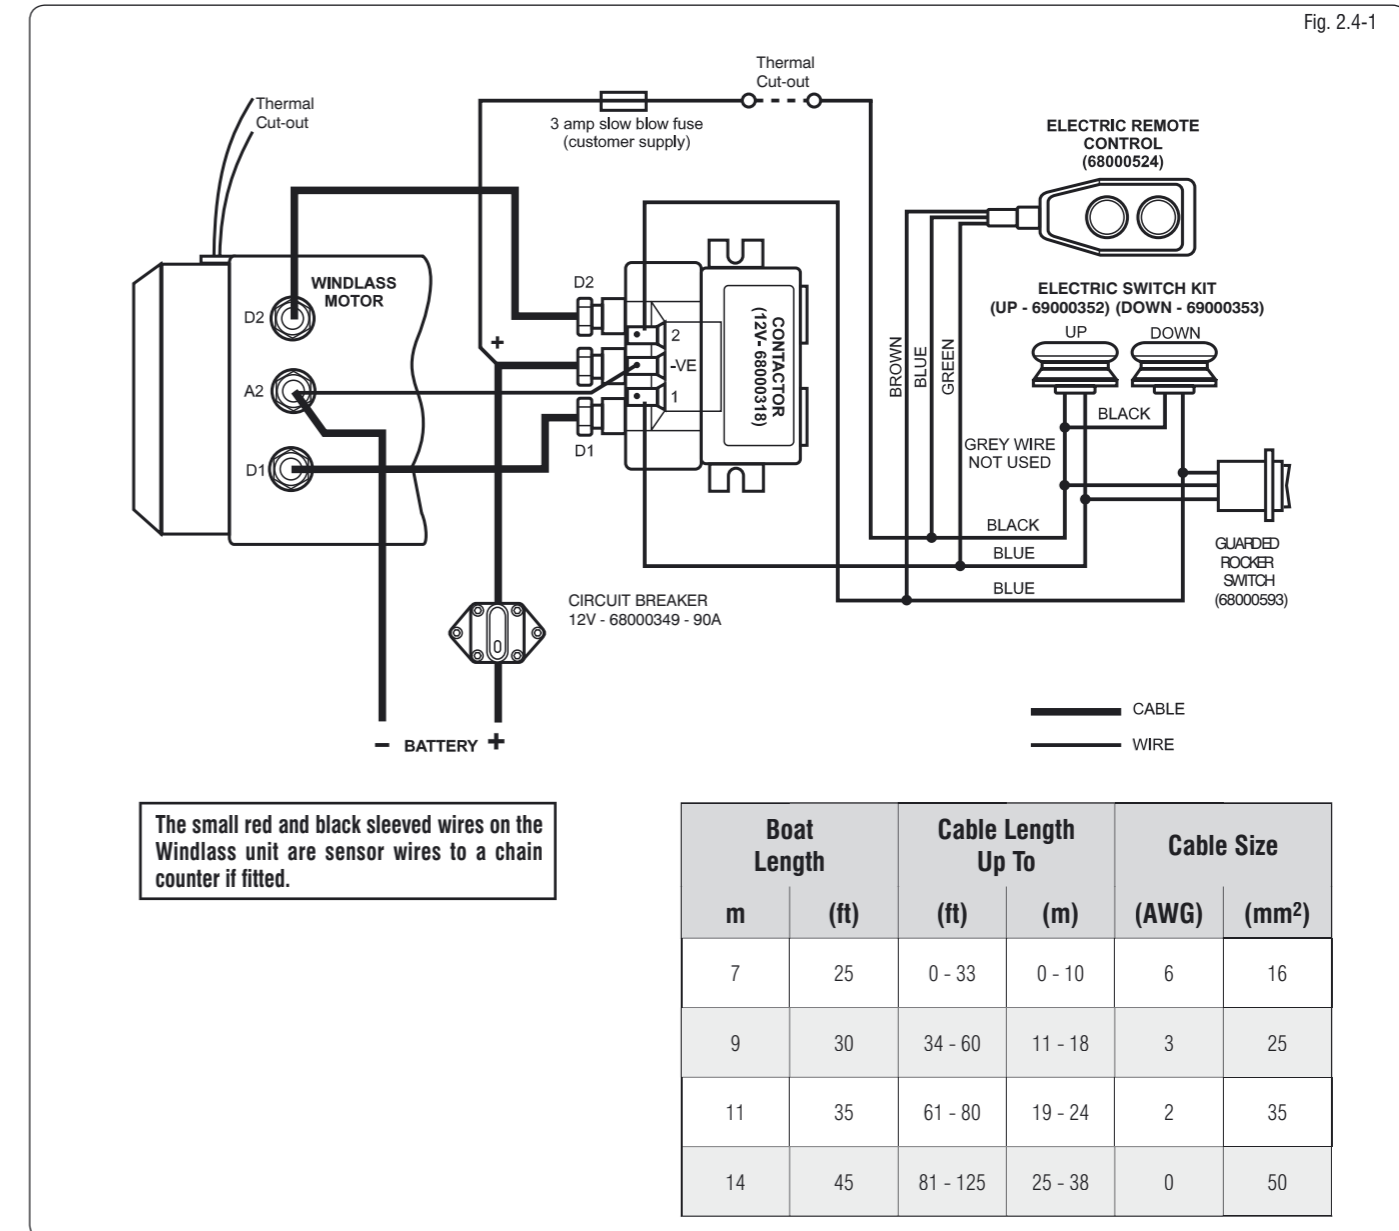 Fig. 2.4-1
Thermal
Cut-out
Thermal
Cut-out
3 amp slow blow fuse
(customer supply)
ELECTRIC REMOTE
CONTROL
(68000524)
WINDLASS
MOTOR
D2
A2
D1
D2
+
2
-VE
1
D1
CONTACTOR
(12V- 68000318)
ELECTRIC SWITCH KIT
(UP - 69000352) (DOWN - 69000353)
UP
DOWN
BROWN
BLUE
GREEN
BLACK
GREY WIRE
NOT USED
BLACK
BLUE
BLUE
GUARDED
ROCKER
SWITCH
(68000593)
CIRCUIT BREAKER
12V - 68000349 - 90A
– BATTERY +
CABLE
WIRE
The small red and black sleeved wires on the
Windlass unit are sensor wires to a chain
counter if fitted.
Boat
Length
Cable Length
Up To
Cable Size
m (ft) (ft) (m) (AWG) (mm²)
7 25 0 - 33 0 - 10 6 16
9 30 34 - 60 11 - 18 3 25
11 35 61 - 80 19 - 24 2 35
14 45 81 - 125 25 - 38 0 50